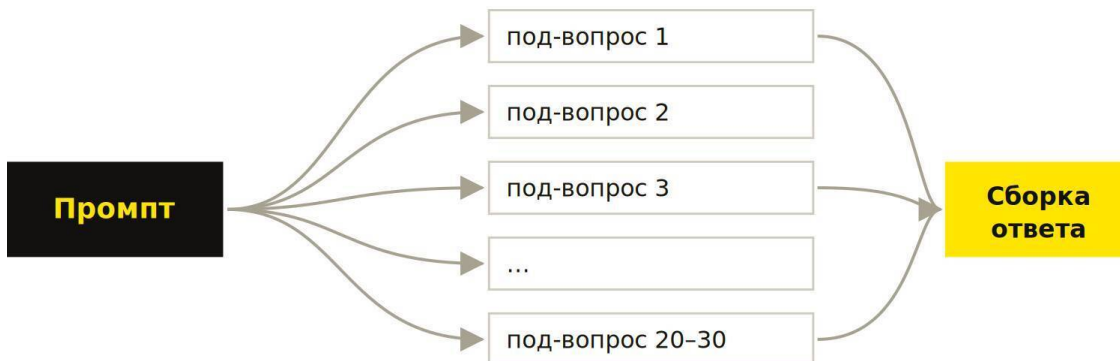 Промпт
под-вопрос 1
под-вопрос 2
под-вопрос 3
...
под-вопрос 20–30
Сборка
ответа